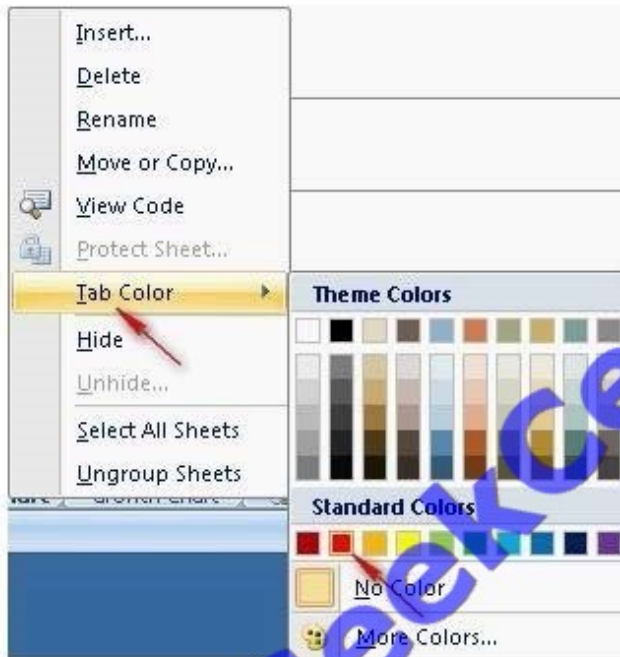 Insert...
Delete
Rename
Move or Copy...
View Code
Protect Sheet...
Tab Color
Theme Colors
Hide
Unhide...
Select All Sheets
Ungroup Sheets
Standard Colors
No Color
More Colors...